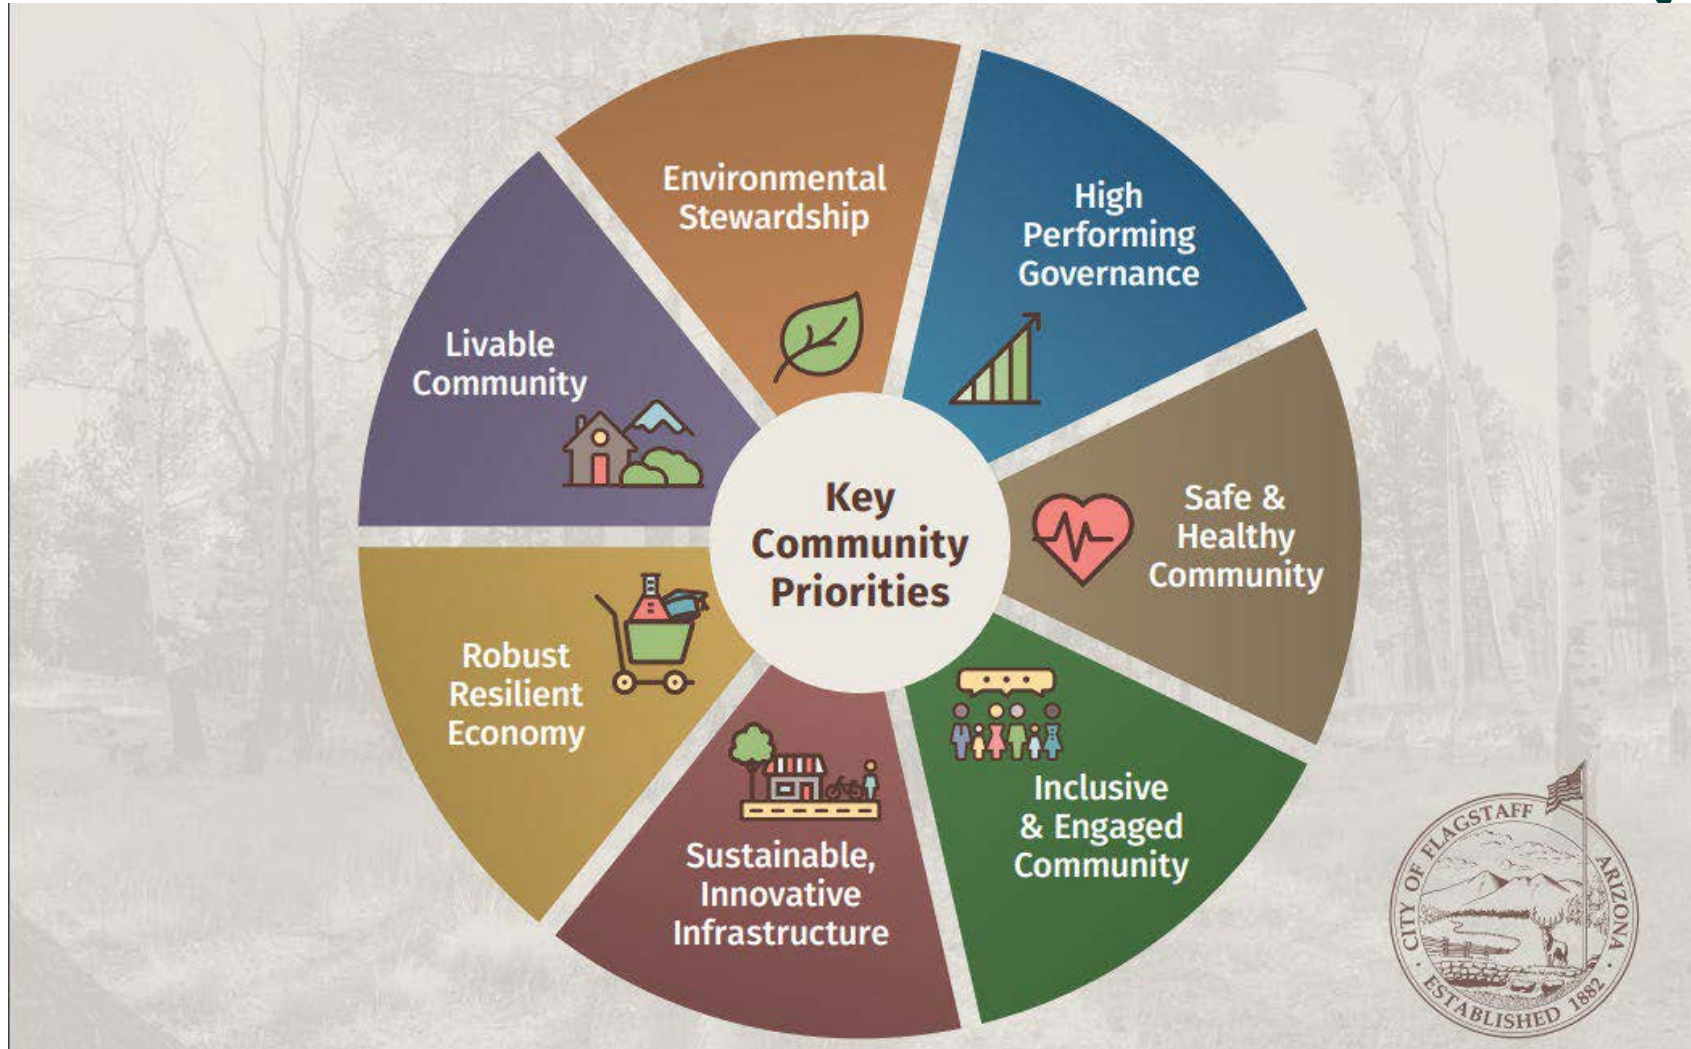 Environmental
Stewardship
High
Performing
Governance
Livable
Community
Key
Community
Priorities
Safe &
Healthy
Community
Robust
Resilient
Economy
Inclusive
& Engaged
Community
Sustainable,
Innovative
Infrastructure
CITY OF FLAGSTAFF ARIZONA
· ESTABLISHED 1882 ·